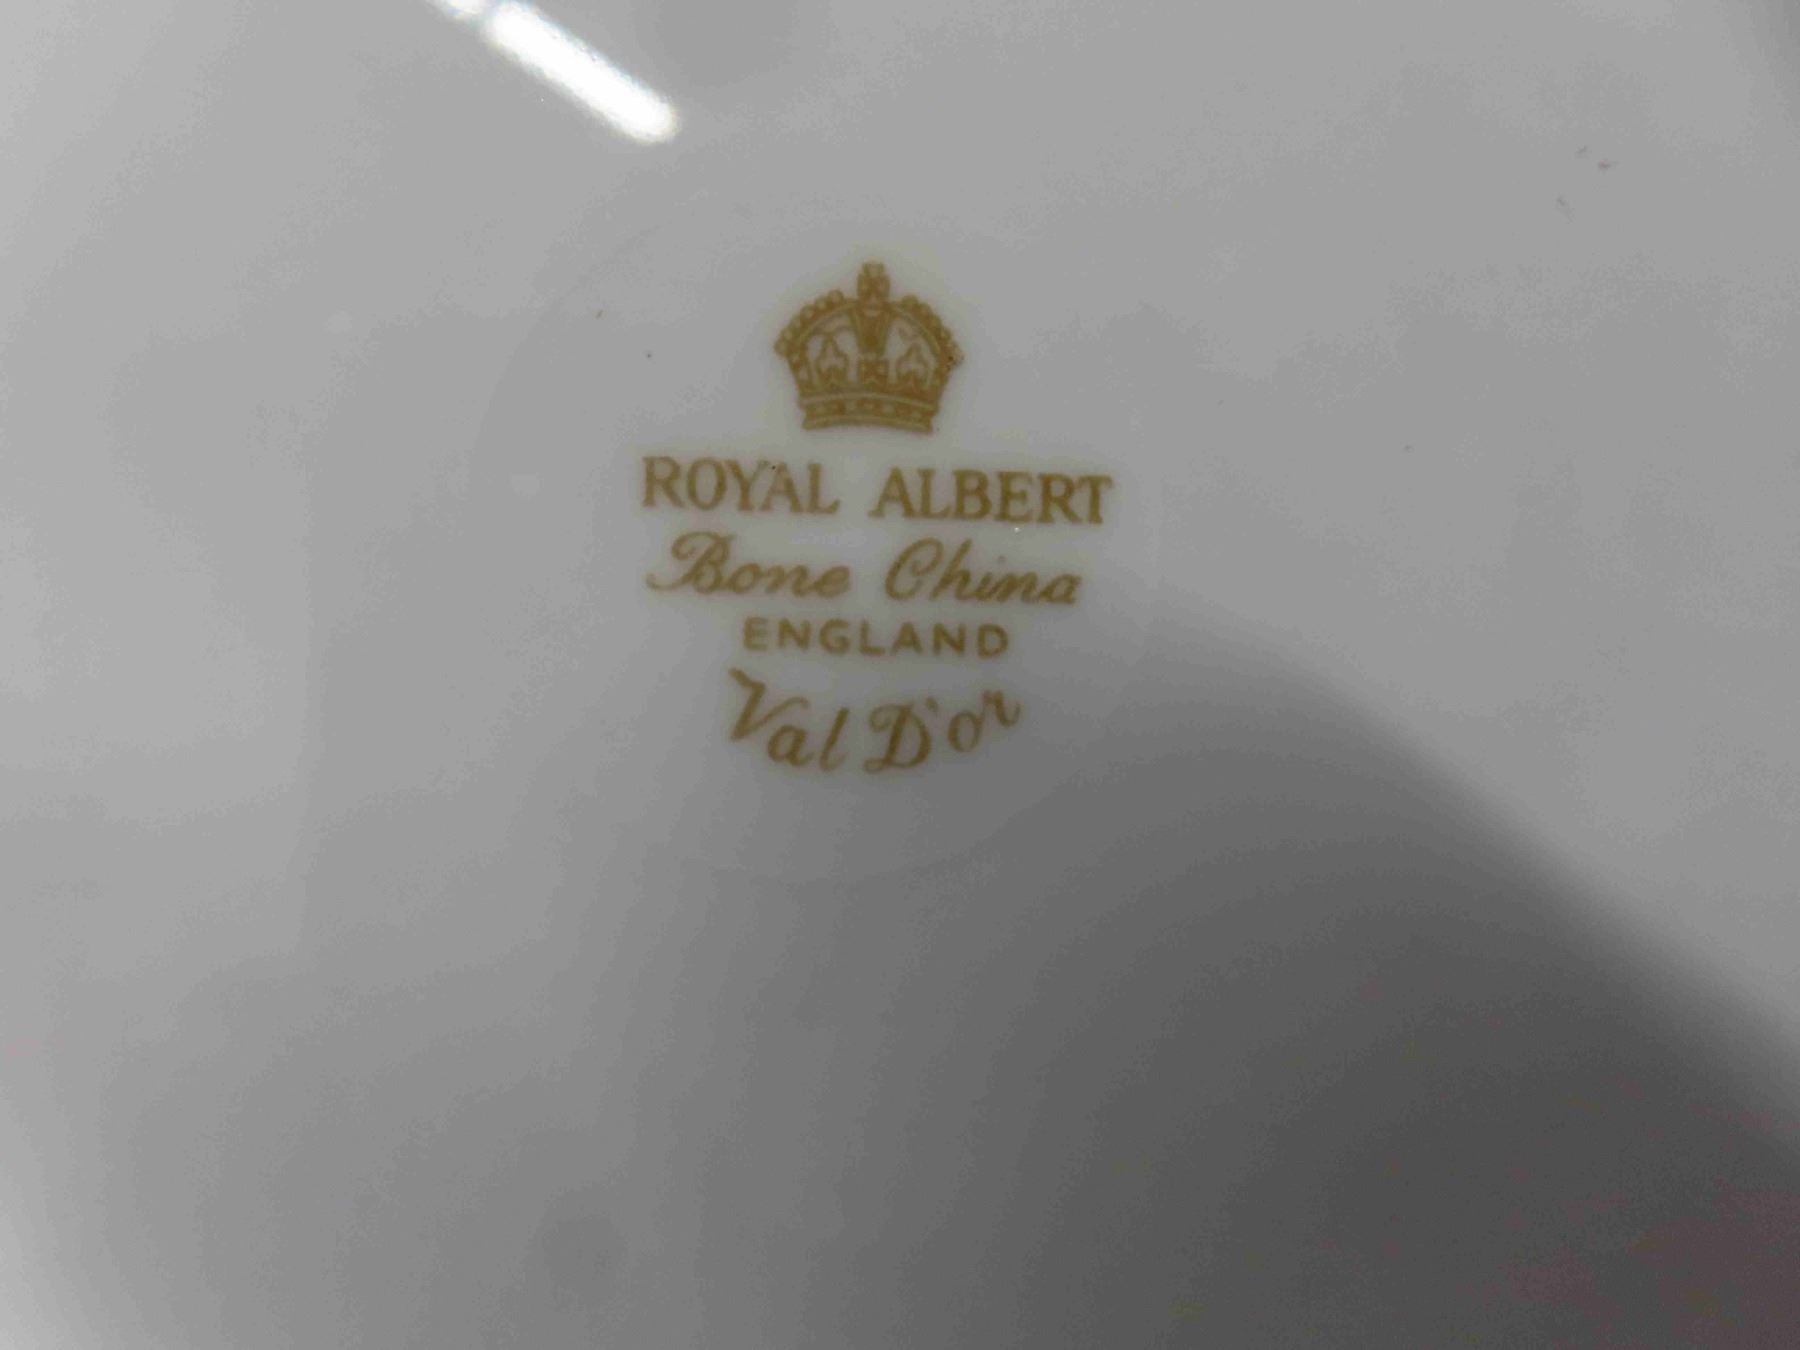 ROYAL ALBERT
Bone China
ENGLAND
Val D'or